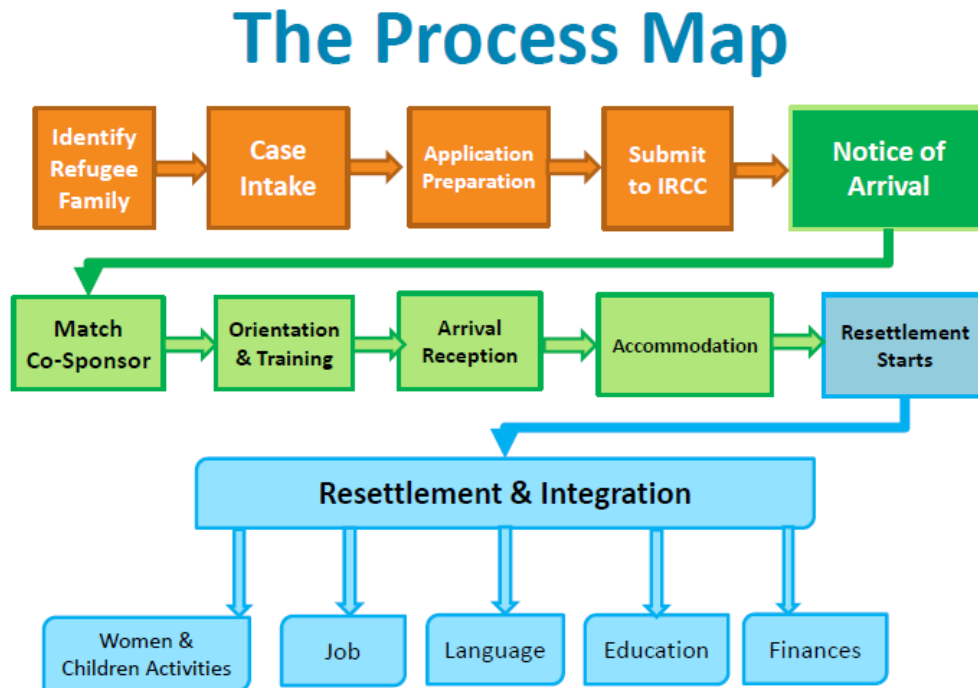 The Process Map
Identify
Refugee
Family
Case
Intake
Application
Preparation
Submit
to IRCC
Notice of
Arrival
Match
Co-Sponsor
Orientation
& Training
Arrival
Reception
Accommodation
Resettlement
Starts
Resettlement & Integration
Women &
Children Activities
Job
Language
Education
Finances